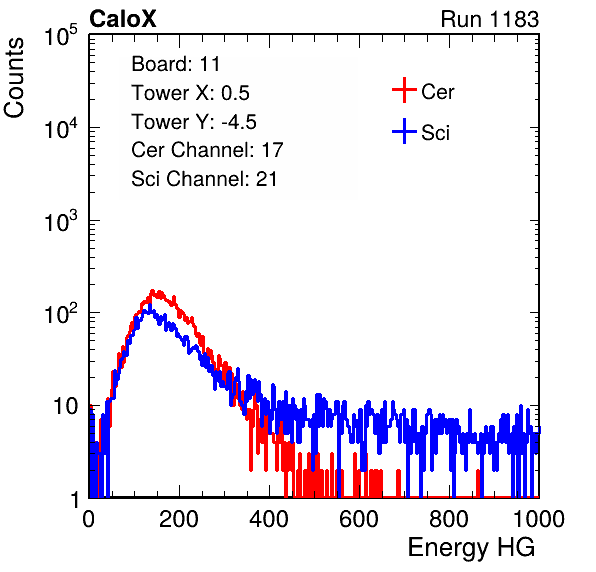 CaloX Run 1183
Board: 11
Tower X: 0.5
Tower Y: -4.5
Cer Channel: 17
Sci Channel: 21
Cer
Sci
Counts
10^5
10^4
10^3
10^2
10
1
0 200 400 600 800 1000
Energy HG